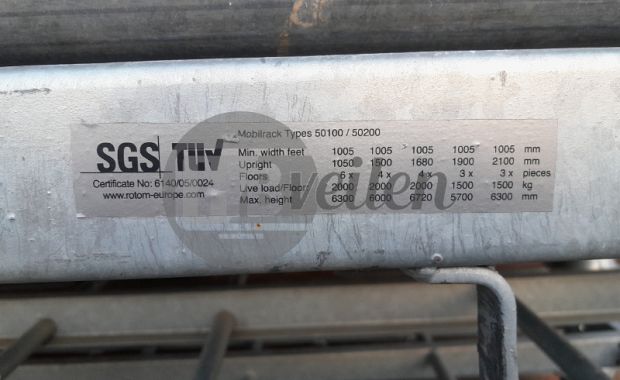 Mobilrack Types 50100 / 50200
SGS TÜV
Certificate No: 6140/05/0024
www.rotom-europe.com
Min. width feet 1005 1005 1005 1005 1005 mm
Upright 1050 1500 1680 1900 2100 mm
Floors 6 x 4 x 4 x 3 x 3 x pieces
Live load/Floor: 2000 2000 2000 1500 1500 kg
Max. height 6300 6000 6720 5700 6300 mm
veilen